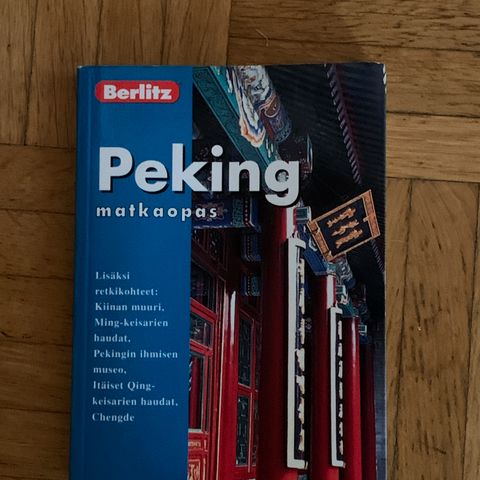 Berlitz
Peking
matkaopas
Lisäksi
retkikohteet:
Kiinan muuri,
Ming-keisarien
haudat,
Pekingin ihmisen
museo,
Itäiset Qing-
keisarien haudat,
Chengde